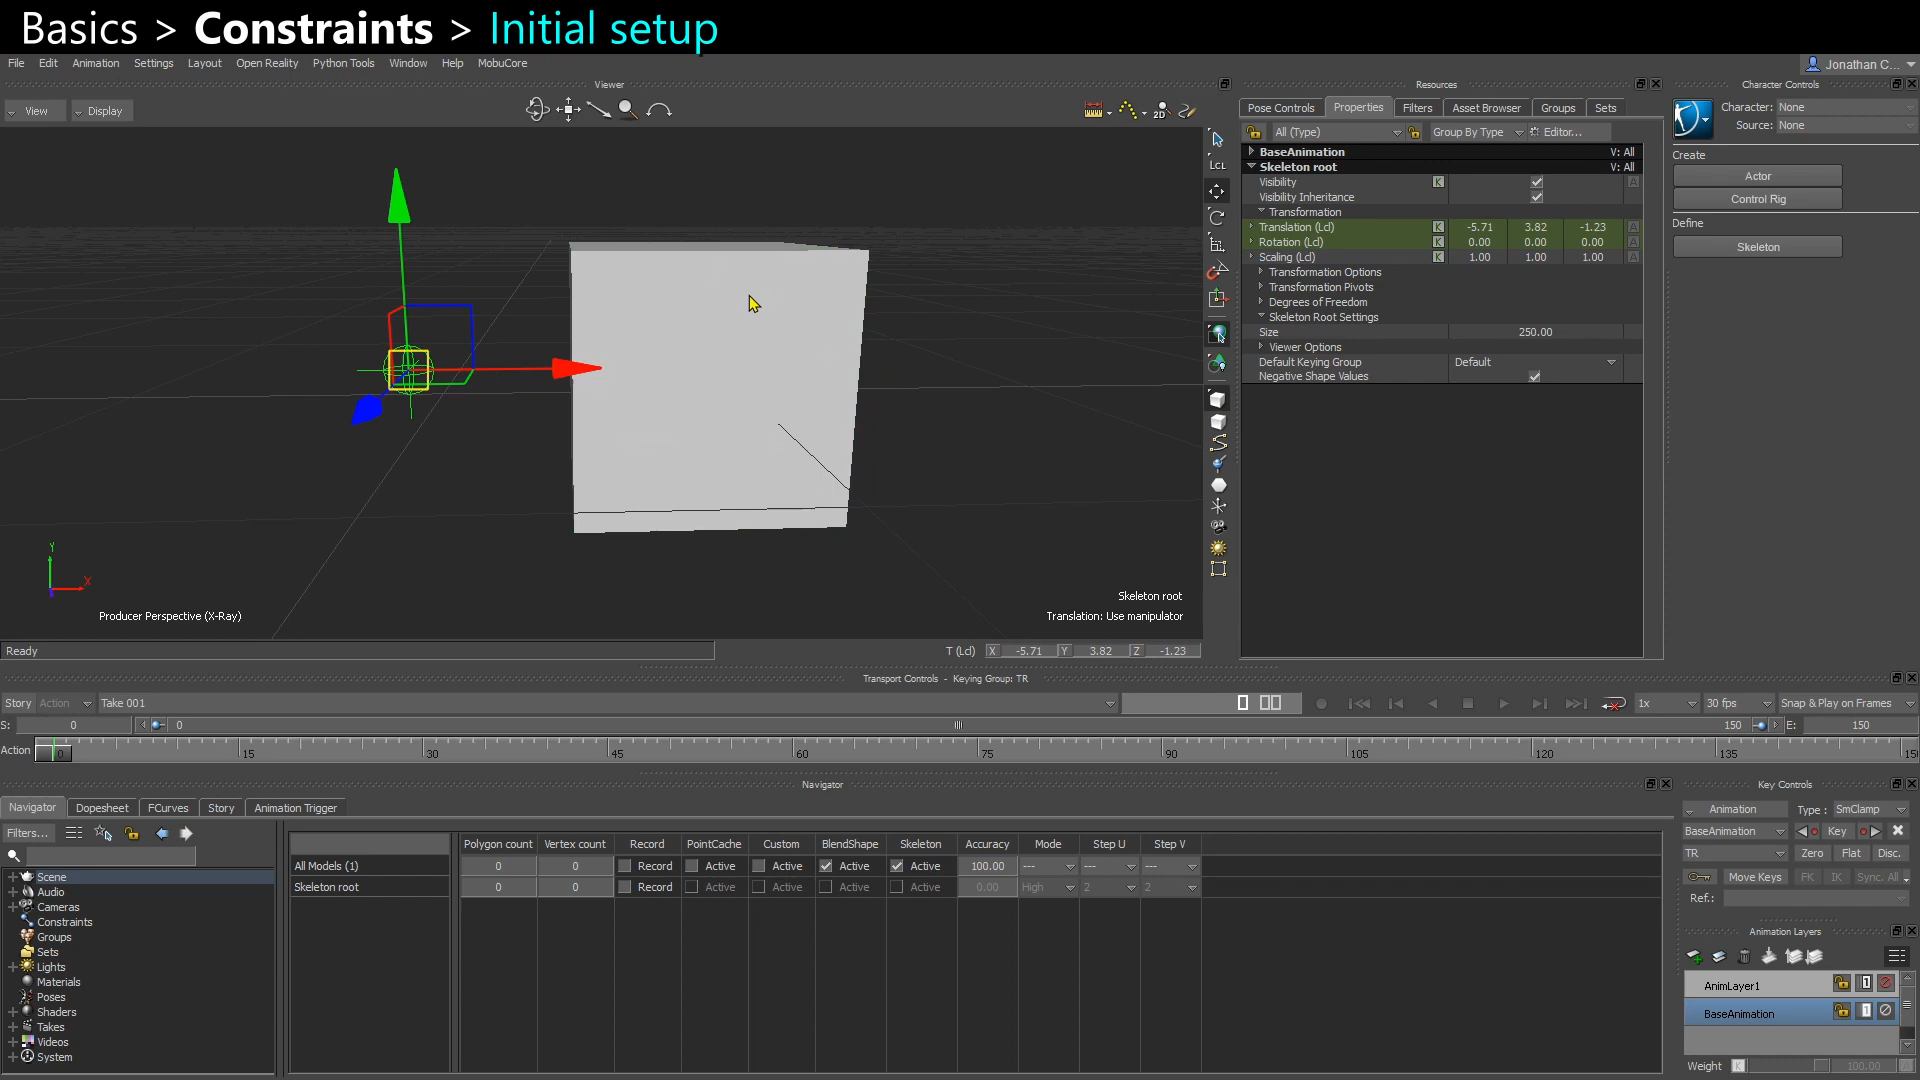 Basics > Constraints > Initial setup
File Edit Animation Settings Layout Open Reality Python Tools Window Help MobuCore
Jonathan C...
Viewer
View Display
LCL
2D
Producer Perspective (X-Ray)
Skeleton root
Translation: Use manipulator
Y
X
Ready
T (Lcl) X -5.71 Y 3.82 Z -1.23
Resources
Pose Controls Properties Filters Asset Browser Groups Sets
All (Type) Group By Type Editor...
BaseAnimation V: All
Skeleton root V: All
Visibility K A
Visibility Inheritance
Transformation
Translation (Lcl) K -5.71 3.82 -1.23 A
Rotation (Lcl) K 0.00 0.00 0.00 A
Scaling (Lcl) K 1.00 1.00 1.00 A
Transformation Options
Transformation Pivots
Degrees of Freedom
Skeleton Root Settings
Size 250.00
Viewer Options
Default Keying Group Default
Negative Shape Values
Character Controls
Character: None
Source: None
Create
Actor
Control Rig
Define
Skeleton
Transport Controls - Keying Group: TR
Story Action Take 001 1x 30 fps Snap & Play on Frames
S: 0 0 150 E: 150
Action 0 15 30 45 60 75 90 105 120 135 15
Navigator
Navigator Dopesheet FCurves Story Animation Trigger
Filters...
Scene
Audio
Cameras
Constraints
Groups
Sets
Lights
Materials
Poses
Shaders
Takes
Videos
System
Polygon count Vertex count Record PointCache Custom BlendShape Skeleton Accuracy Mode Step U Step V
All Models (1) 0 0 Record Active Active Active Active 100.00 --- --- ---
Skeleton root 0 0 Record Active Active Active Active 0.00 High 2 2
Key Controls
Animation Type : SmClamp
BaseAnimation Key
TR Zero Flat Disc.
Move Keys FK IK Sync. All
Ref.:
Animation Layers
AnimLayer1
BaseAnimation
Weight K 100.00 A